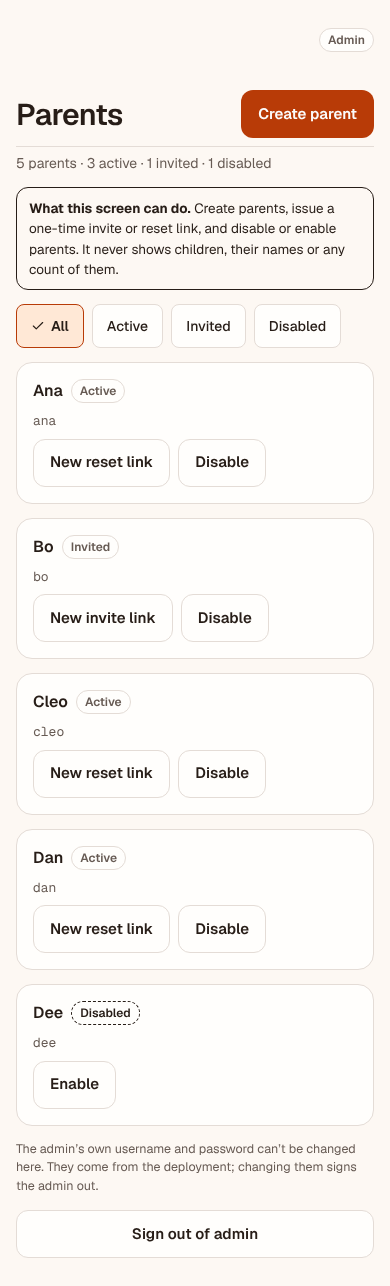 Admin
Parents
Create parent
5 parents · 3 active · 1 invited · 1 disabled
What this screen can do. Create parents, issue a
one-time invite or reset link, and disable or enable
parents. It never shows children, their names or any
count of them.
All
Active
Invited
Disabled
Ana
Active
ana
New reset link
Disable
Bo
Invited
bo
New invite link
Disable
Cleo
Active
cleo
New reset link
Disable
Dan
Active
dan
New reset link
Disable
Dee
Disabled
dee
Enable
The admin's own username and password can't be changed
here. They come from the deployment; changing them signs
the admin out.
Sign out of admin